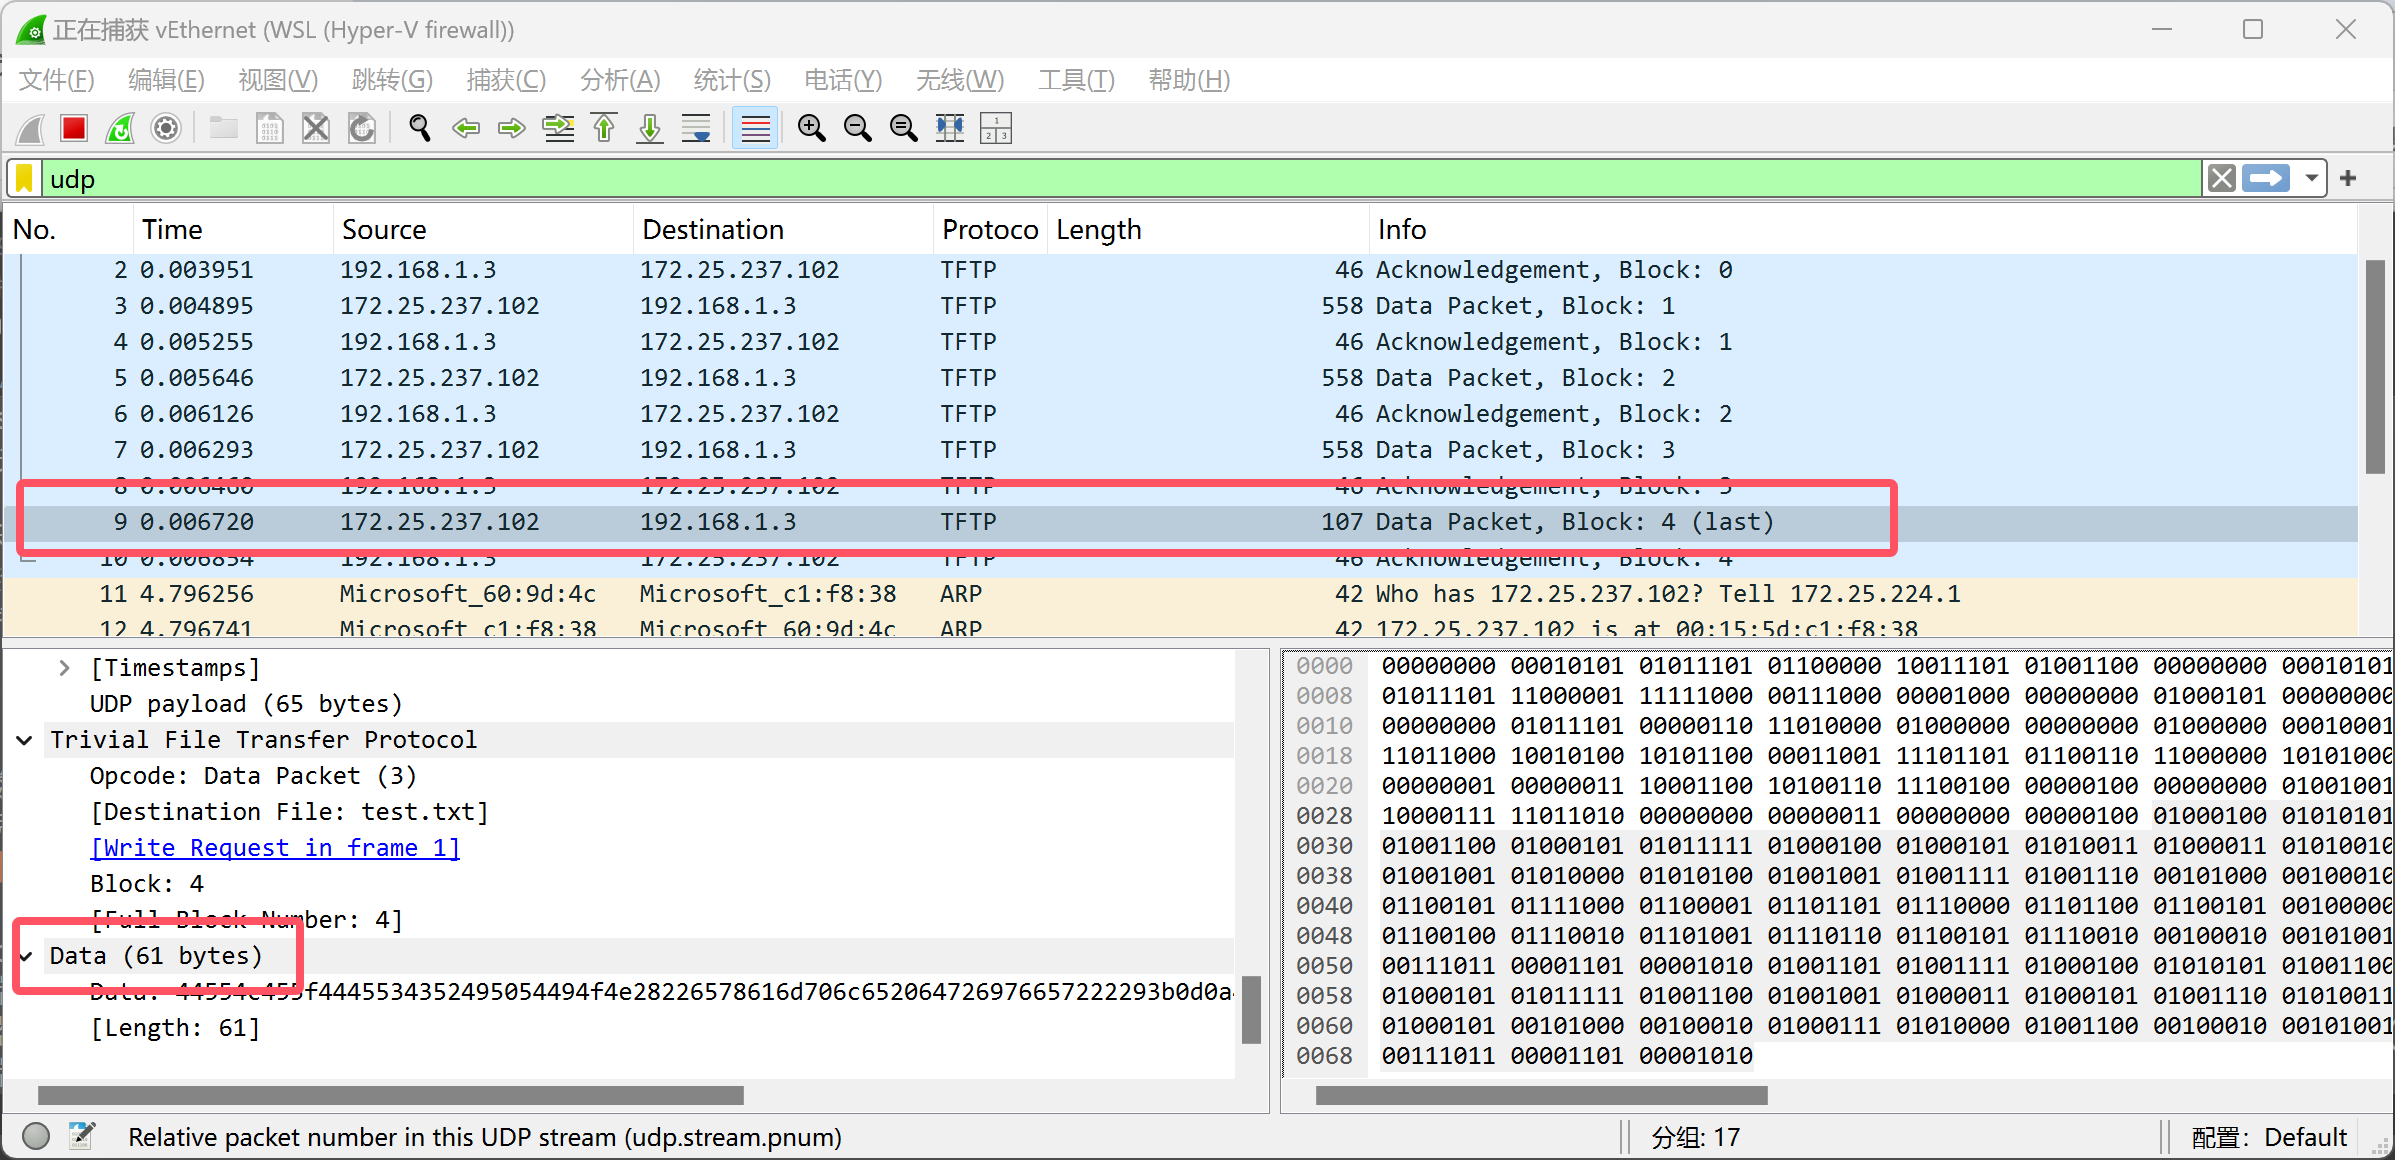 正在捕获 vEthernet (WSL (Hyper-V firewall))
文件(F) 编辑(E) 视图(V) 跳转(G) 捕获(C) 分析(A) 统计(S) 电话(Y) 无线(W) 工具(T) 帮助(H)
udp
No. Time Source Destination Protoco Length Info
2 0.003951 192.168.1.3 172.25.237.102 TFTP 46 Acknowledgement, Block: 0
3 0.004895 172.25.237.102 192.168.1.3 TFTP 558 Data Packet, Block: 1
4 0.005255 192.168.1.3 172.25.237.102 TFTP 46 Acknowledgement, Block: 1
5 0.005646 172.25.237.102 192.168.1.3 TFTP 558 Data Packet, Block: 2
6 0.006126 192.168.1.3 172.25.237.102 TFTP 46 Acknowledgement, Block: 2
7 0.006293 172.25.237.102 192.168.1.3 TFTP 558 Data Packet, Block: 3
8 0.006460 192.168.1.3 172.25.237.102 TFTP 46 Acknowledgement, Block: 3
9 0.006720 172.25.237.102 192.168.1.3 TFTP 107 Data Packet, Block: 4 (last)
10 0.006854 192.168.1.3 172.25.237.102 TFTP 46 Acknowledgement, Block: 4
11 4.796256 Microsoft_60:9d:4c Microsoft_c1:f8:38 ARP 42 Who has 172.25.237.102? Tell 172.25.224.1
12 4.796741 Microsoft_c1:f8:38 Microsoft_60:9d:4c ARP 42 172.25.237.102 is at 00:15:5d:c1:f8:38
[Timestamps]
UDP payload (65 bytes)
Trivial File Transfer Protocol
Opcode: Data Packet (3)
[Destination File: test.txt]
[Write Request in frame 1]
Block: 4
[Full Block Number: 4]
Data (61 bytes)
Data: 44554c455f4445534352495054494f4e28226578616d706c6520647269766572222293b0d0a
[Length: 61]
0000 00000000 00010101 01011101 01100000 10011101 01001100 00000000 00010101
0008 01011101 11000001 11111000 00111000 00001000 00000000 01000101 00000000
0010 00000000 01011101 00000110 11010000 01000000 00000000 01000000 00010001
0018 11011000 10010100 10101100 00011001 11101101 01100110 11000000 10101000
0020 00000001 00000011 10001100 10100110 11100100 00000100 00000000 01001001
0028 10000111 11011010 00000000 00000011 00000000 00000100 01000100 01010101
0030 01001100 01000101 01011111 01000100 01000101 01010011 01000011 01010010
0038 01001001 01010000 01010100 01001001 01001111 01001110 00101000 00100010
0040 01100101 01111000 01100001 01101101 01110000 01101100 01100101 00100000
0048 01100100 01110010 01101001 01110110 01100101 01110010 00100010 00101001
0050 00111011 00001101 00001010 01001101 01001111 01000100 01010101 01001100
0058 01000101 01011111 01001100 01001001 01000011 01000101 01001110 01010011
0060 01000101 00101000 00100010 01000111 01010000 01001100 00100010 00101001
0068 00111011 00001101 00001010
Relative packet number in this UDP stream (udp.stream.pnum)
分组: 17
配置: Default